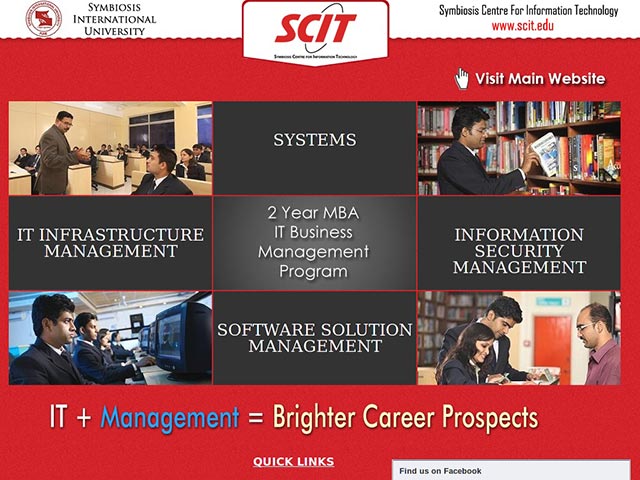 SYMBIOSIS
INTERNATIONAL
UNIVERSITY
SCIT
SYMBIOSIS CENTRE FOR INFORMATION TECHNOLOGY
Symbiosis Centre For Information Technology
www.scit.edu
Visit Main Website
SYSTEMS
IT INFRASTRUCTURE
MANAGEMENT
2 Year MBA
IT Business
Management
Program
INFORMATION
SECURITY
MANAGEMENT
SOFTWARE SOLUTION
MANAGEMENT
IT + Management = Brighter Career Prospects
QUICK LINKS
Find us on Facebook